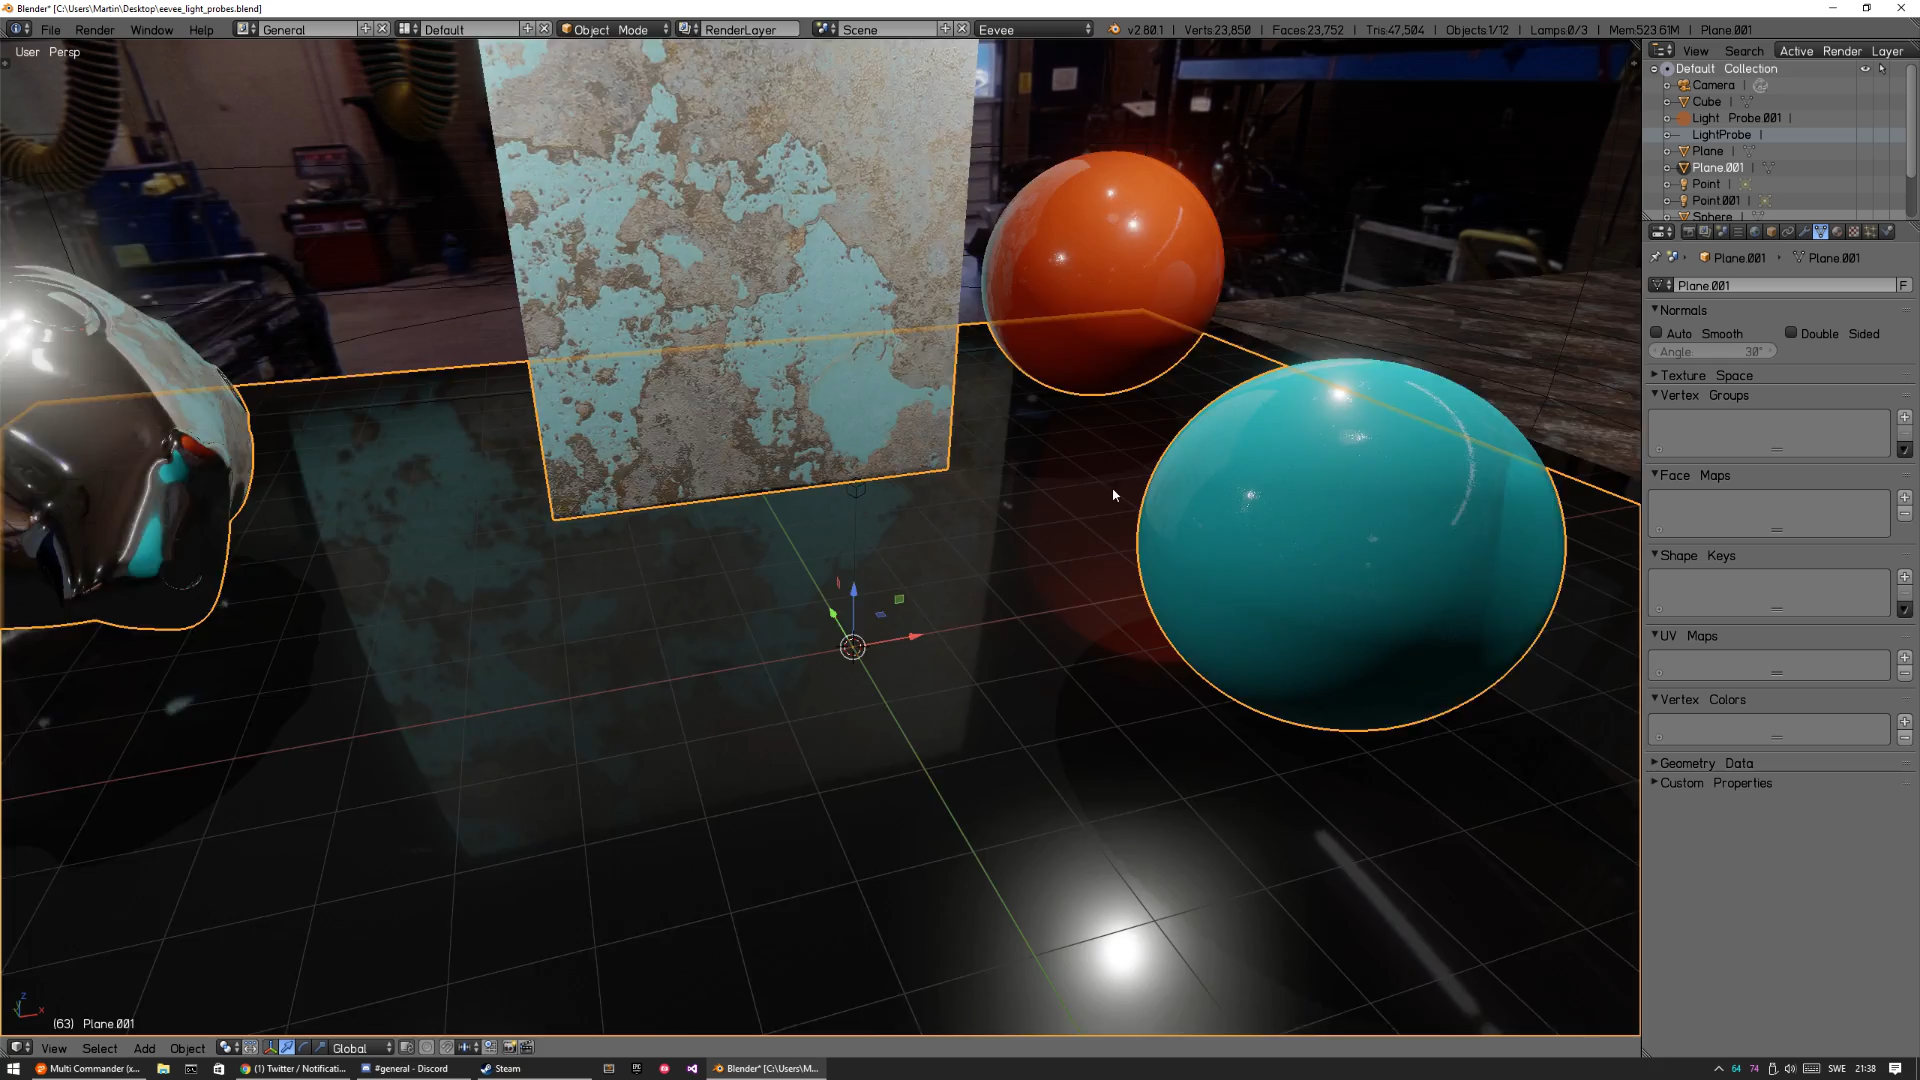 Blender* [C:\Users\Martin\Desktop\eevee_light_probes.blend]
File Render Window Help General Default Object Mode RenderLayer Scene Eevee v2.80.1 | Verts:23,850 | Faces:23,752 | Tris:47,504 | Objects:1/12 | Lamps:0/3 | Mem:523.61M | Plane.001
User Persp
View Search Active Render Layer
Default Collection
Camera
Cube
Light Probe.001
LightProbe
Plane
Plane.001
Point
Point.001
Sphere
Plane.001 Plane.001
Plane.001 F
Normals
Auto Smooth Double Sided
Angle 30°
Texture Space
Vertex Groups
Face Maps
Shape Keys
UV Maps
Vertex Colors
Geometry Data
Custom Properties
z
x
(63) Plane.001
View Select Add Object Global
Multi Commander (x... (1) Twitter / Notificati... #general - Discord Steam Blender* [C:\Users\M... 64 74 SWE 21:38